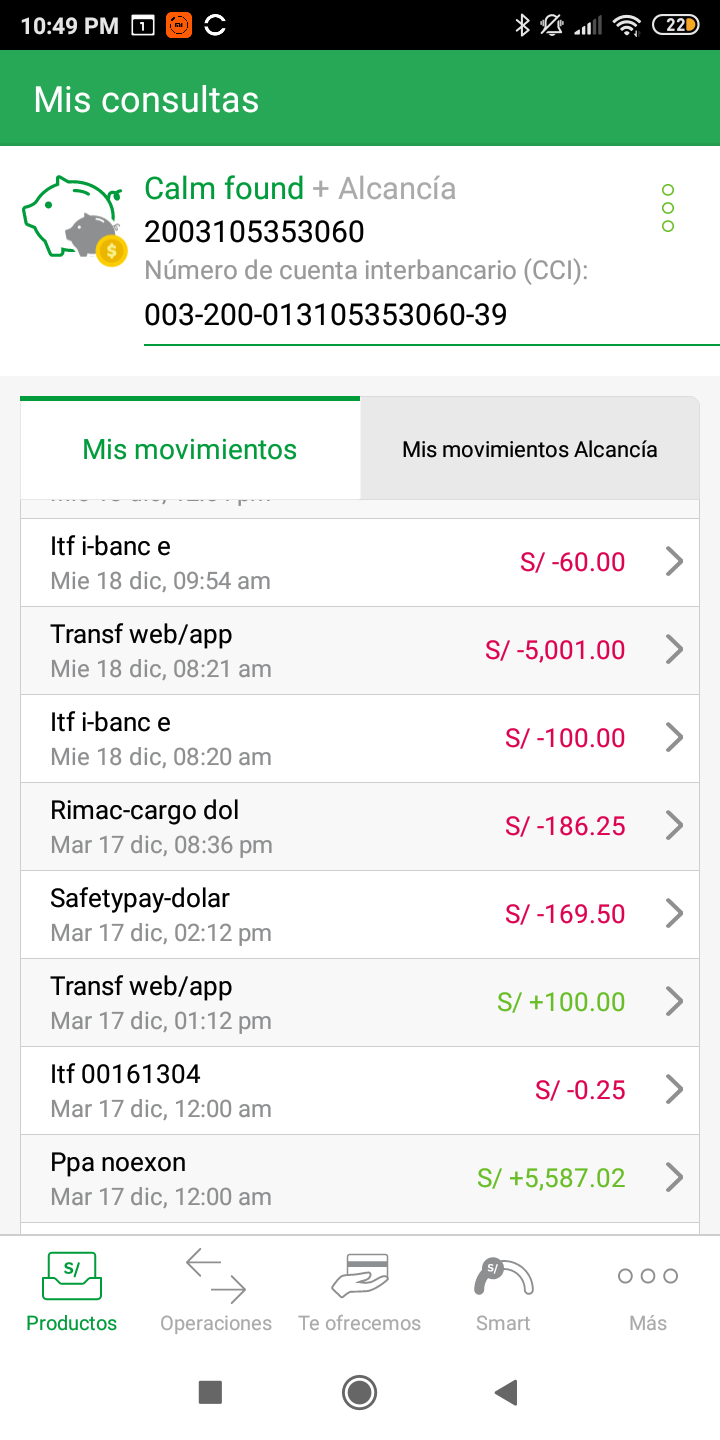 10:49 PM
22
Mis consultas
Calm found + Alcancía
2003105353060
Número de cuenta interbancario (CCI):
003-200-013105353060-39
Mis movimientos
Mis movimientos Alcancía
Itf i-banc e
S/ -60.00
Mie 18 dic, 09:54 am
Transf web/app
S/ -5,001.00
Mie 18 dic, 08:21 am
Itf i-banc e
S/ -100.00
Mie 18 dic, 08:20 am
Rimac-cargo dol
S/ -186.25
Mar 17 dic, 08:36 pm
Safetypay-dolar
S/ -169.50
Mar 17 dic, 02:12 pm
Transf web/app
S/ +100.00
Mar 17 dic, 01:12 pm
Itf 00161304
S/ -0.25
Mar 17 dic, 12:00 am
Ppa noexon
S/ +5,587.02
Mar 17 dic, 12:00 am
S/
S/
Productos
Operaciones
Te ofrecemos
Smart
Más